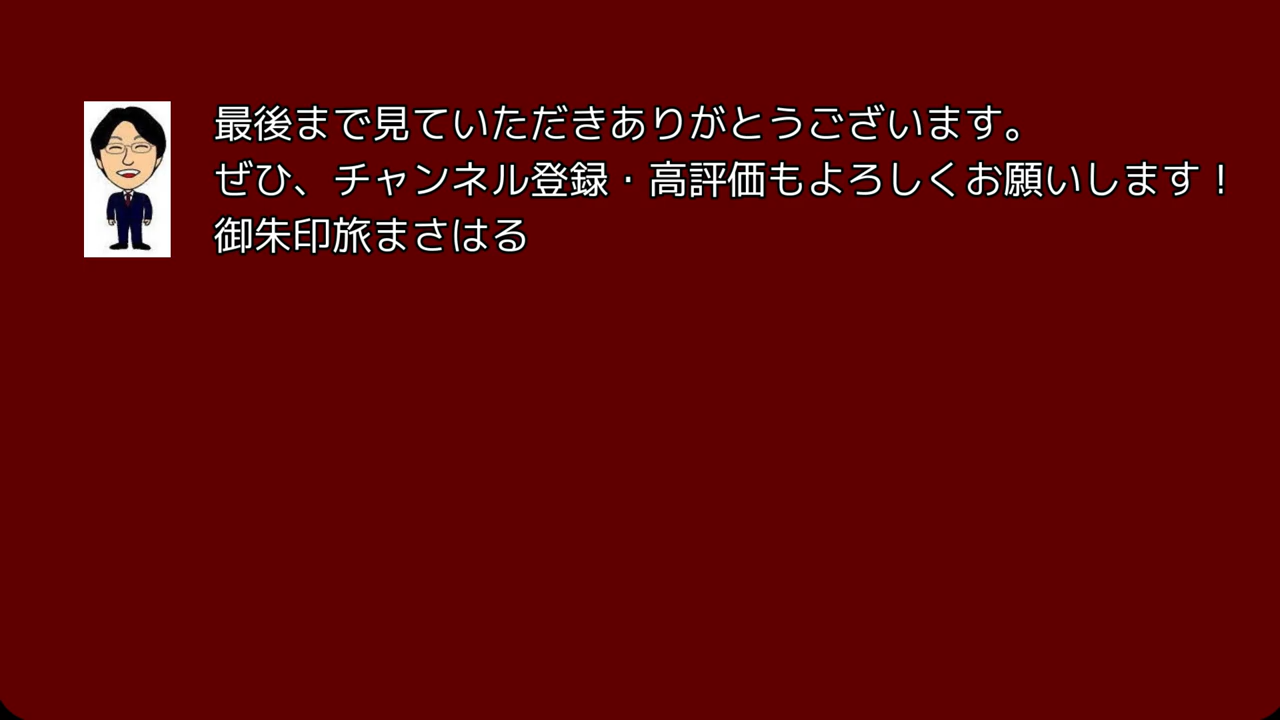 最後まで見ていただきありがとうございます。
ぜひ、チャンネル登録・高評価もよろしくお願いします！
御朱印旅まさはる